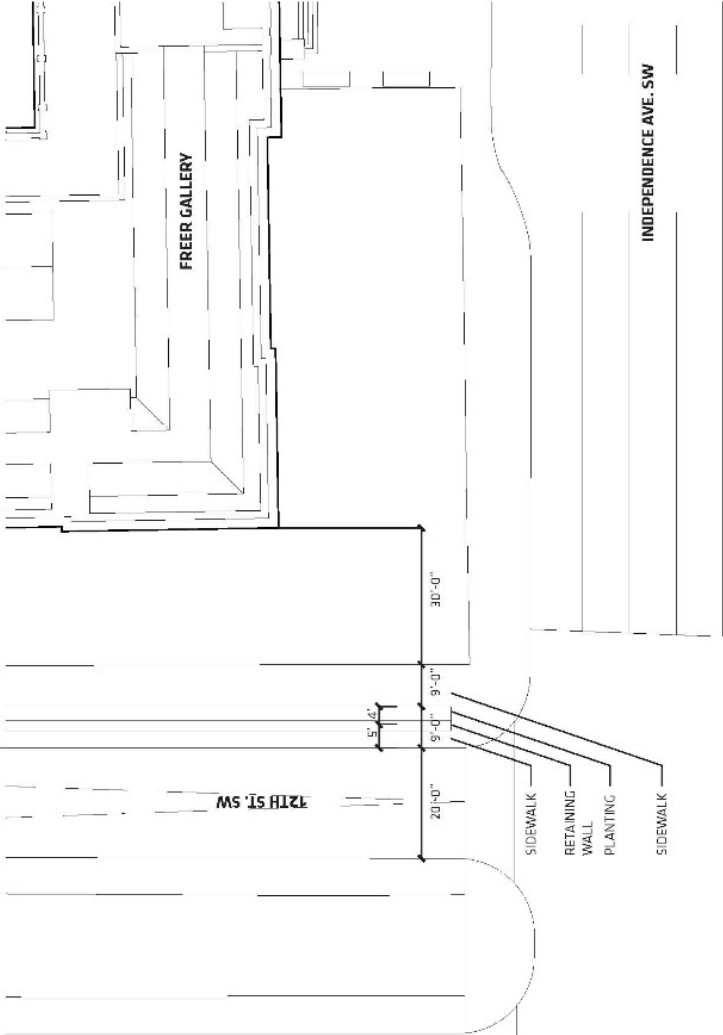 FREER GALLERY
INDEPENDENCE AVE. SW
30'-0"
9'-0"
4'
5'
9'-0"
20'-0"
12TH ST. SW
SIDEWALK
RETAINING
WALL
PLANTING
SIDEWALK